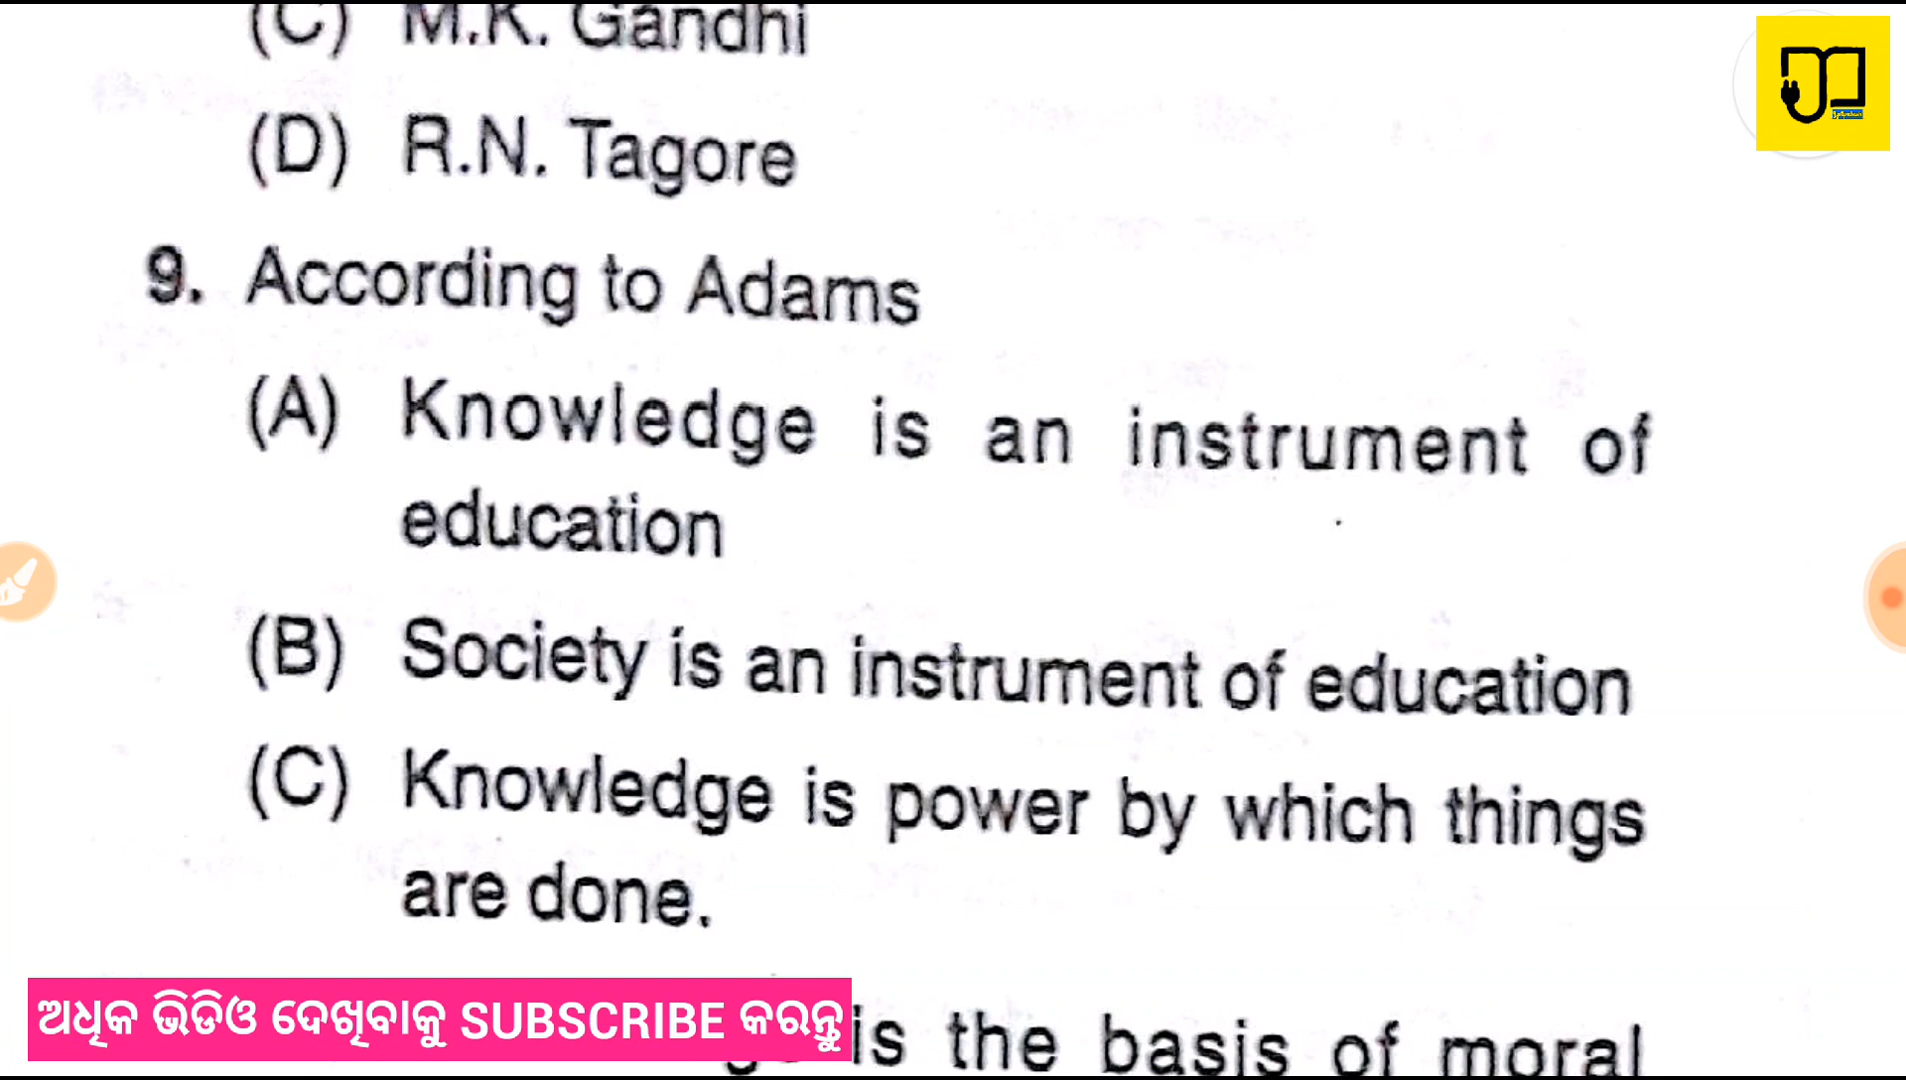 (C) M.K. Gandhi
(D) R.N. Tagore
9. According to Adams
(A) Knowledge is an instrument of
education
(B) Society is an instrument of education
(C) Knowledge is power by which things
are done.
is the basis of moral
ଅଧିକ ଭିଡିଓ ଦେଖିବାକୁ SUBSCRIBE କରନ୍ତୁ